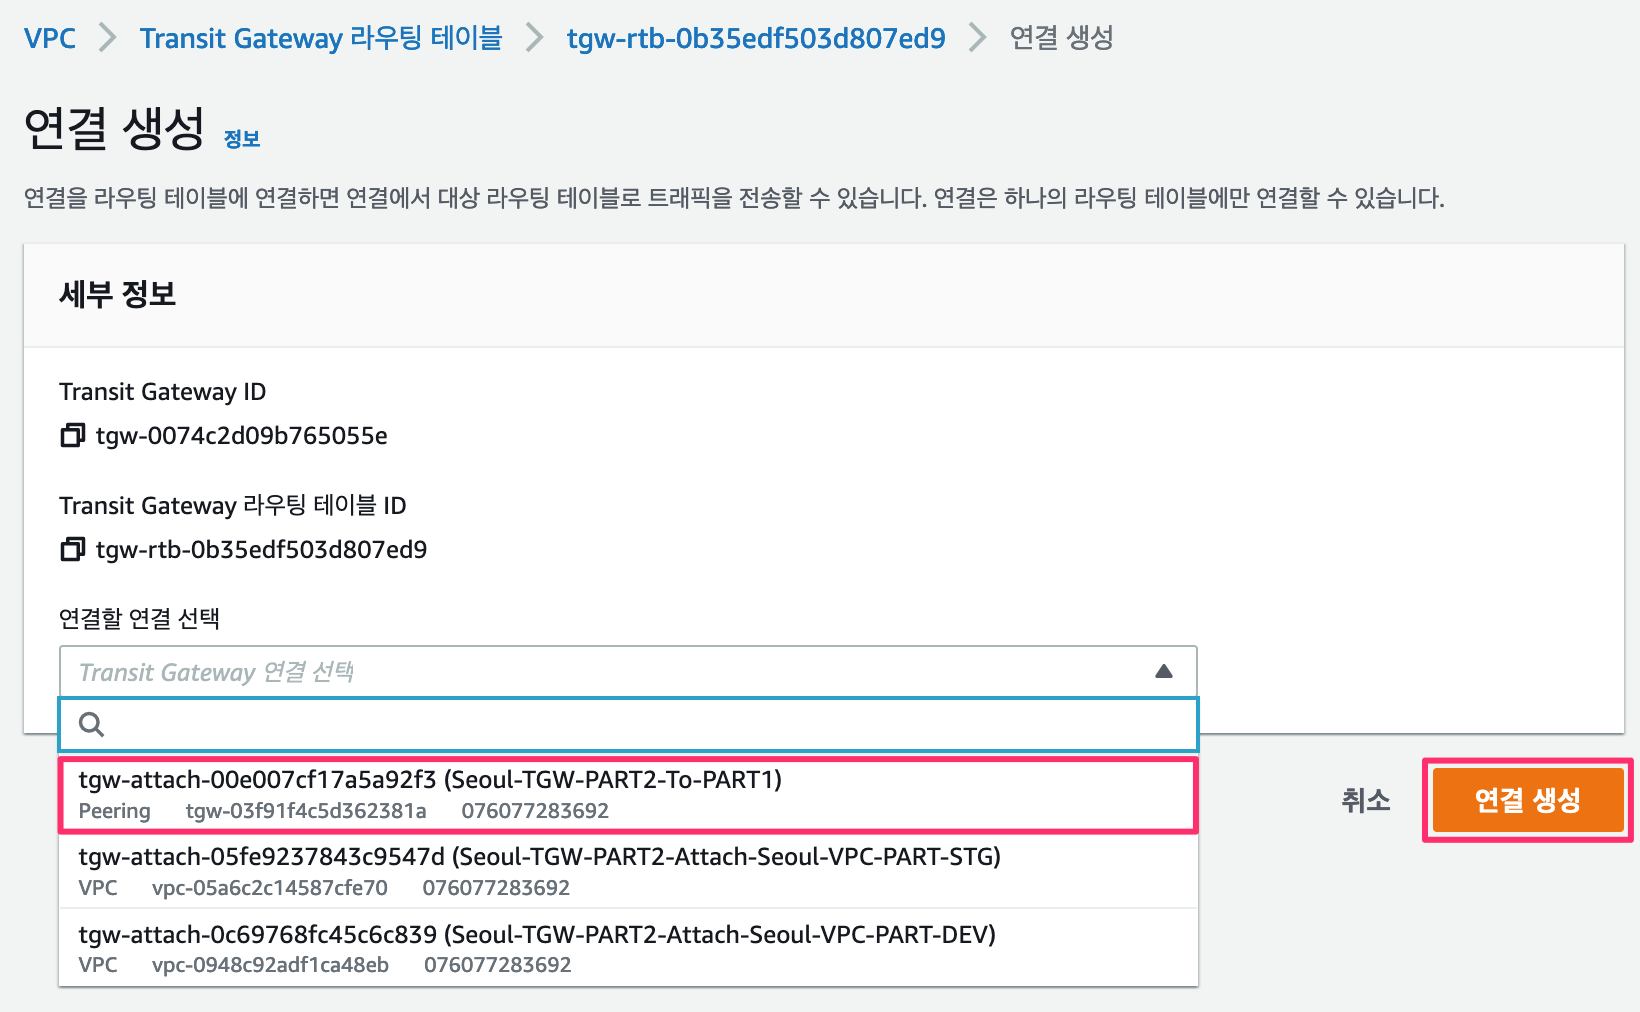 VPC > Transit Gateway 라우팅 테이블 > tgw-rtb-0b35edf503d807ed9 > 연결 생성
연결 생성 정보
연결을 라우팅 테이블에 연결하면 연결에서 대상 라우팅 테이블로 트래픽을 전송할 수 있습니다. 연결은 하나의 라우팅 테이블에만 연결할 수 있습니다.
세부 정보
Transit Gateway ID
tgw-0074c2d09b765055e
Transit Gateway 라우팅 테이블 ID
tgw-rtb-0b35edf503d807ed9
연결할 연결 선택
Transit Gateway 연결 선택
tgw-attach-00e007cf17a5a92f3 (Seoul-TGW-PART2-To-PART1)
Peering tgw-03f91f4c5d362381a 076077283692
tgw-attach-05fe9237843c9547d (Seoul-TGW-PART2-Attach-Seoul-VPC-PART-STG)
VPC vpc-05a6c2c14587cfe70 076077283692
tgw-attach-0c69768fc45c6c839 (Seoul-TGW-PART2-Attach-Seoul-VPC-PART-DEV)
VPC vpc-0948c92adf1ca48eb 076077283692
취소
연결 생성